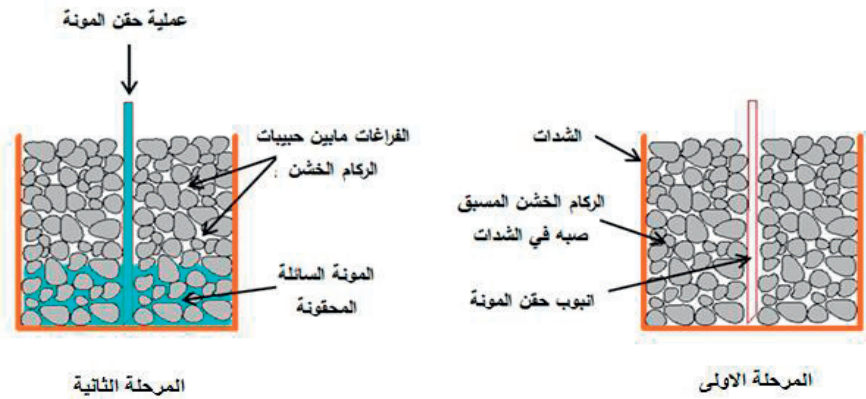 عملية حقن المونة
الفراغات مابين حبيبات
الركام الخشن :
المونة السائلة
المحقونة
المرحلة الثانية
الشدات
الركام الخشن المسبق
صبه في الشدات
انبوب حقن المونة
المرحلة الاولى